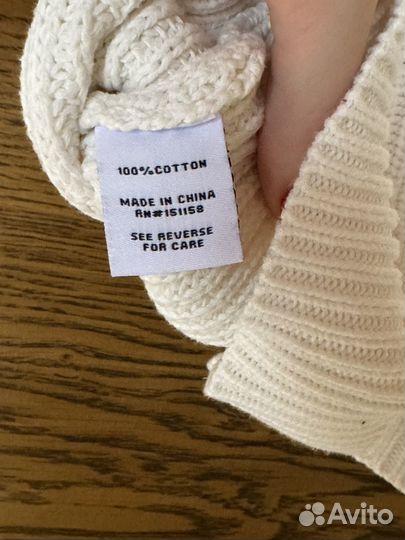 100%COTTON
MADE IN CHINA
RN#151158
SEE REVERSE
FOR CARE
Avito